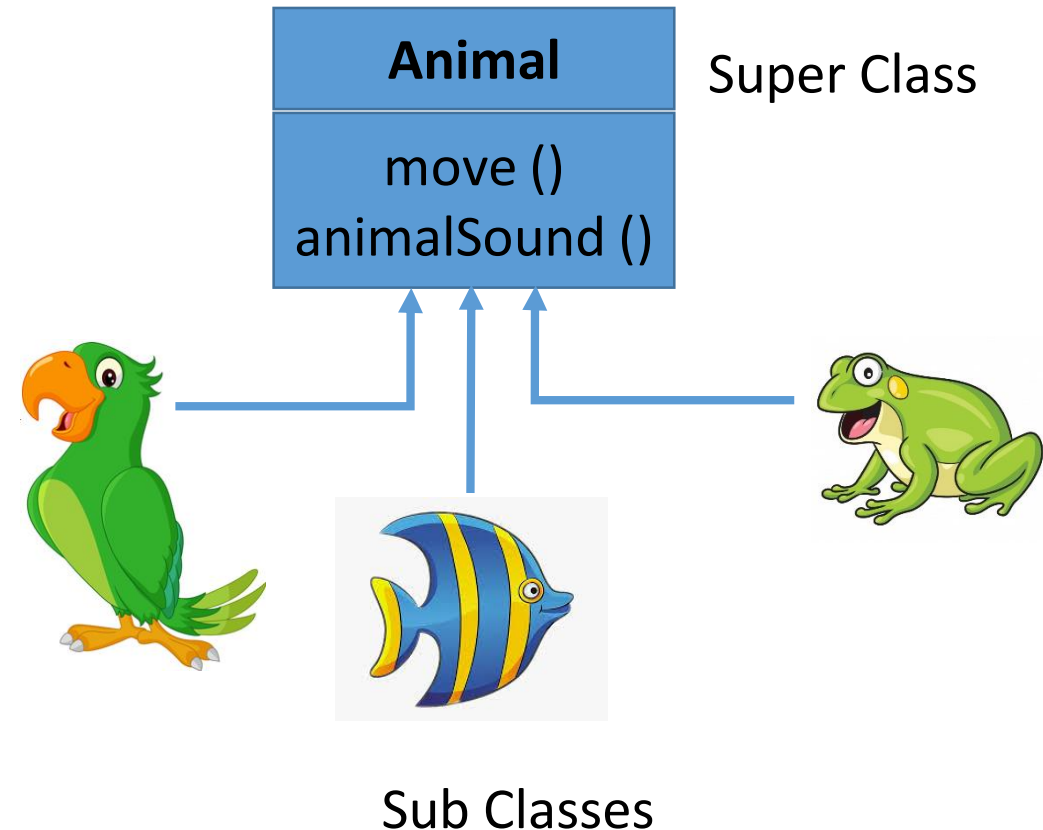 Animal
Super Class
move ()
animalSound ()
Sub Classes